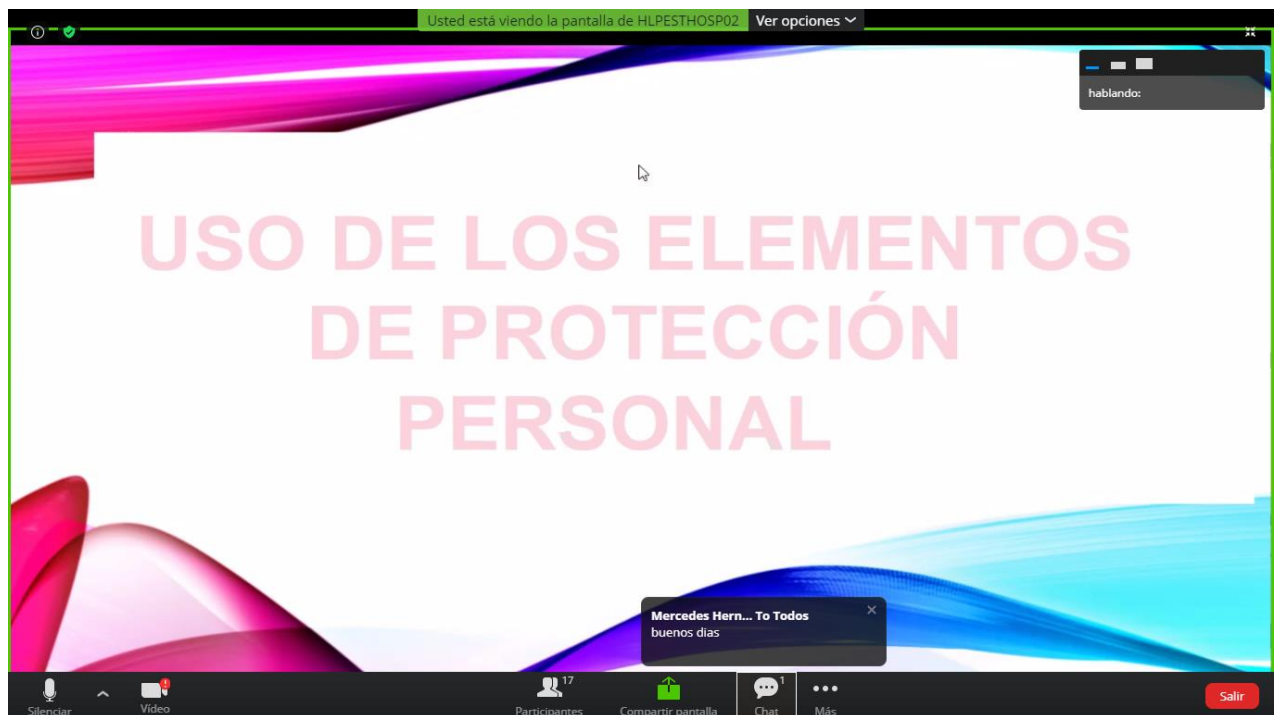 Usted está viendo la pantalla de HLPESTHOSP02 Ver opciones
hablando:
USO DE LOS ELEMENTOS
DE PROTECCIÓN
PERSONAL
Mercedes Hern... To Todos
buenos dias
17
1
Silenciar Vídeo Participantes Compartir pantalla Chat Más Salir